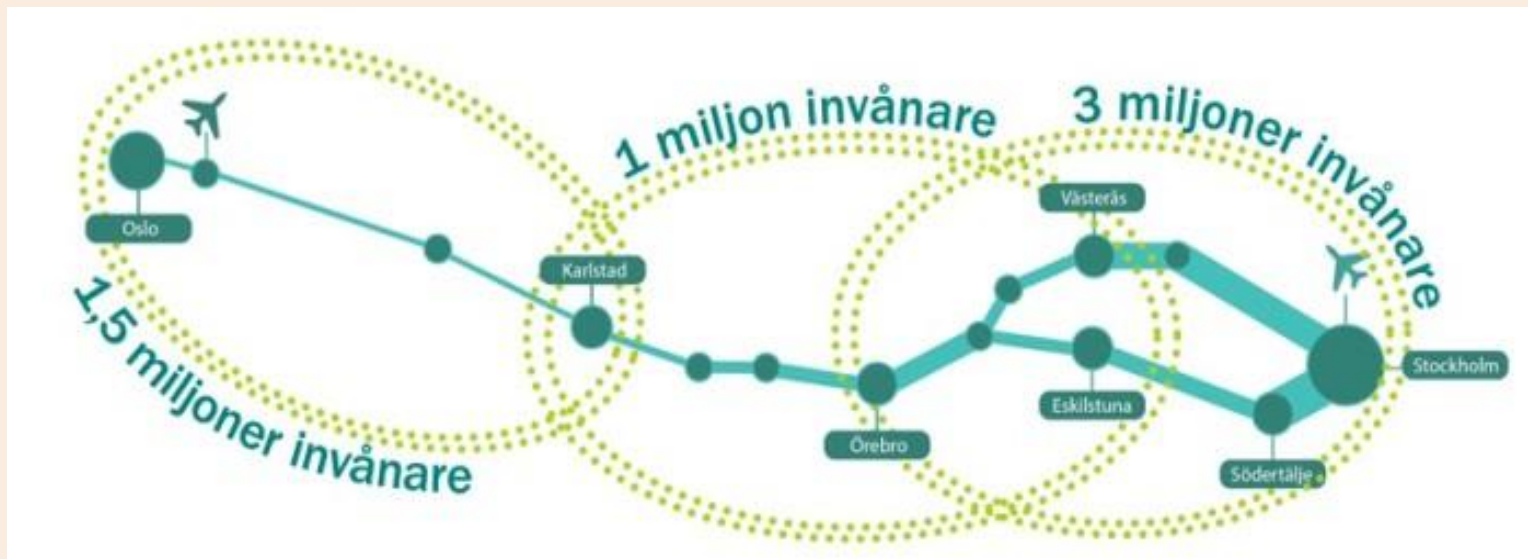 1 miljon invånare
3 miljoner invånare
Västerås
Oslo
Karlstad
1,5 miljoner invånare
Stockholm
Eskilstuna
Örebro
Södertälje